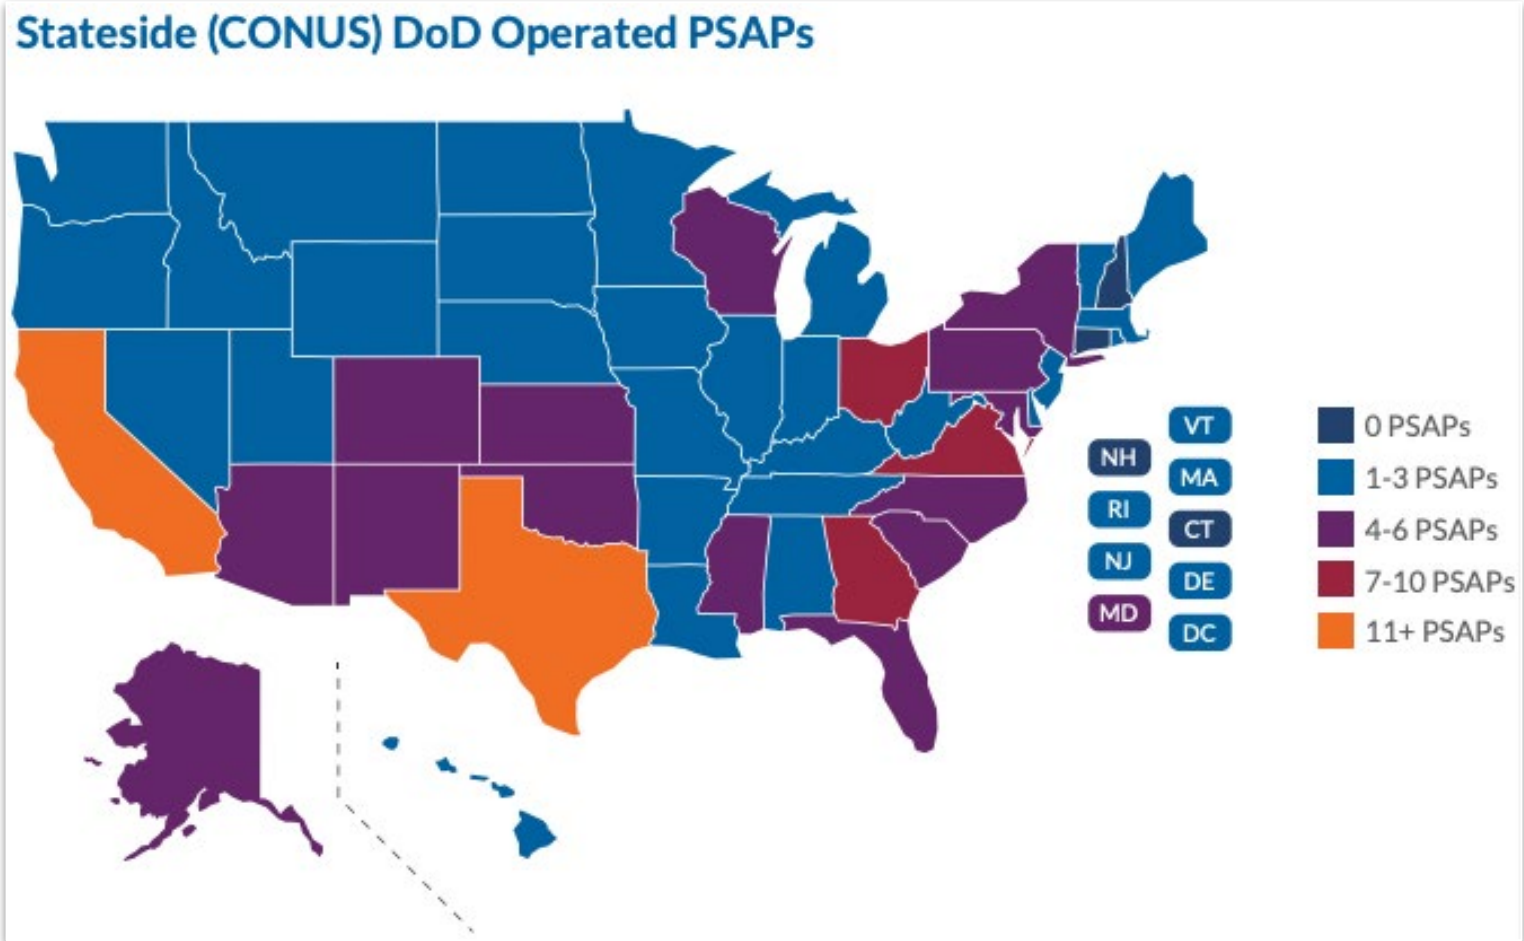 Stateside (CONUS) DoD Operated PSAPs
VT
NH
MA
RI
CT
NJ
DE
MD
DC
0 PSAPs
1-3 PSAPs
4-6 PSAPs
7-10 PSAPs
11+ PSAPs